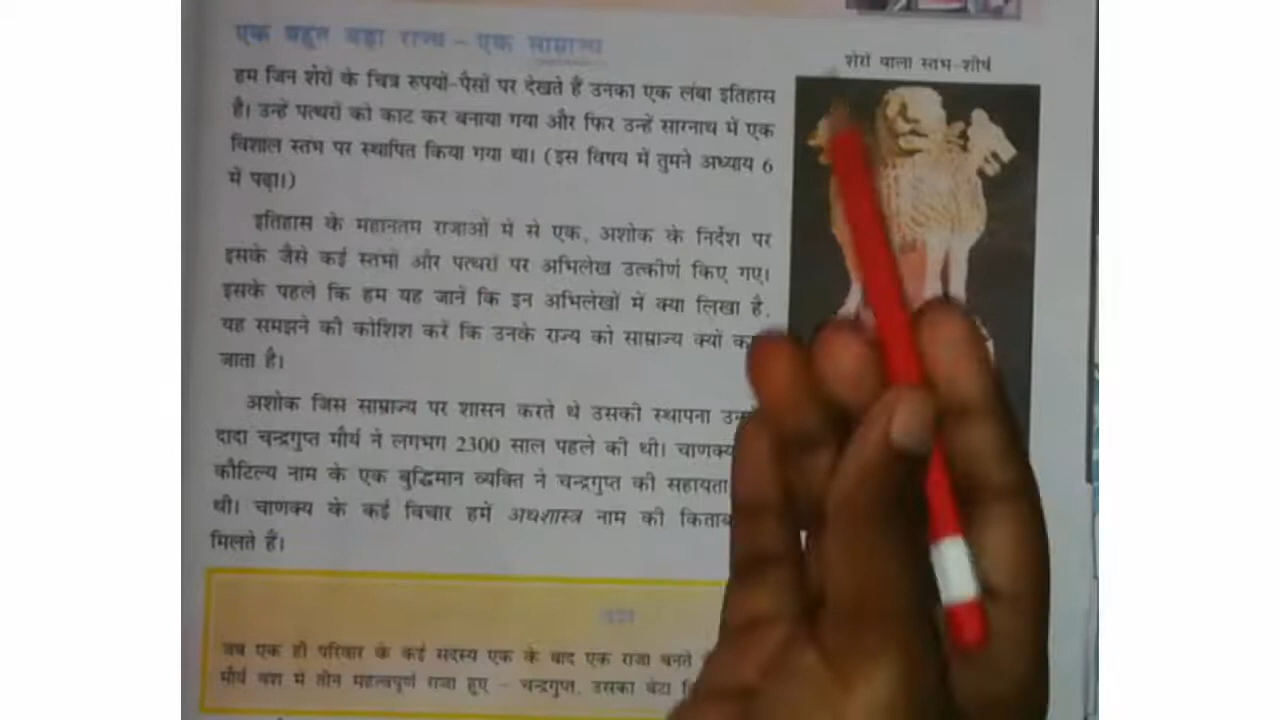 एक बहुत बड़ा राज्य – एक साम्राज्य
शेरों वाला स्तंभ-शीर्ष
हम जिन शेरों के चित्र रुपयों-पैसों पर देखते हैं उनका एक लंबा इतिहास
है। उन्हें पत्थरों को काट कर बनाया गया और फिर उन्हें सारनाथ में एक
विशाल स्तंभ पर स्थापित किया गया था। (इस विषय में तुमने अध्याय 6
में पढ़ा।)
इतिहास के महानतम राजाओं में से एक, अशोक के निर्देश पर
इसके जैसे कई स्तंभों और पत्थरों पर अभिलेख उत्कीर्ण किए गए।
इसके पहले कि हम यह जानें कि इन अभिलेखों में क्या लिखा है,
यह समझने की कोशिश करें कि उनके राज्य को साम्राज्य क्यों
जाता है।
अशोक जिस साम्राज्य पर शासन करते थे उसकी स्थापना
दादा चन्द्रगुप्त मौर्य ने लगभग 2300 साल पहले की थी। चाणक्य
कौटिल्य नाम के एक बुद्धिमान व्यक्ति ने चन्द्रगुप्त की सहायता
थी। चाणक्य के कई विचार हमें अर्थशास्त्र नाम की किताब
मिलते हैं।
वंश
जब एक ही परिवार के कई सदस्य एक के बाद एक राजा बनते
मौर्य वंश में तीन महत्वपूर्ण राजा हुए – चन्द्रगुप्त, उसका बेटा